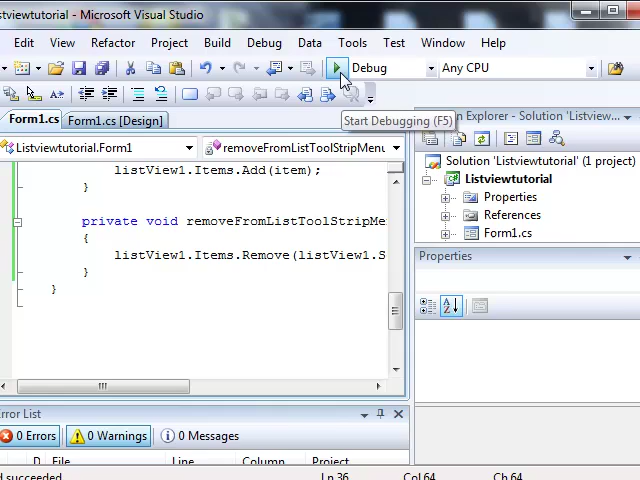 stviewtutorial - Microsoft Visual Studio
Edit View Refactor Project Build Debug Data Tools Test Window Help
Debug Any CPU
Form1.cs Form1.cs [Design]
Start Debugging (F5)
n Explorer - Solution 'Listview
Listviewtutorial.Form1 removeFromListToolStripMenu
Solution 'Listviewtutorial' (1 project)
Listviewtutorial
Properties
References
Form1.cs
listView1.Items.Add(item);
}
private void removeFromListToolStripMe
{
listView1.Items.Remove(listView1.S
}
}
Properties
Error List
0 Errors 0 Warnings 0 Messages
D File Line Column Project
d succeeded Ln 36 Col 64 Ch 64